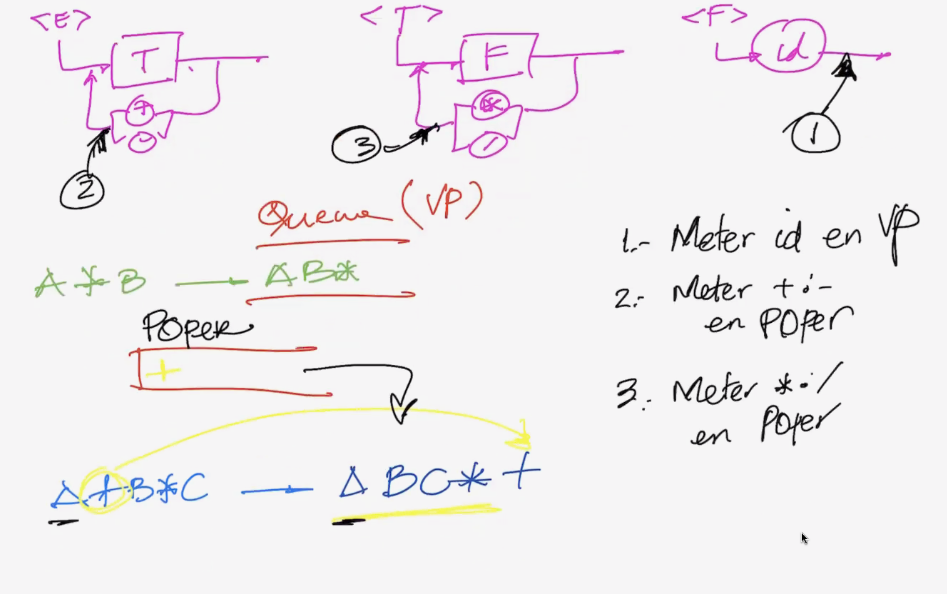 <E>
<T>
<F>
T
F
id
+
-
*
/
2
3
1
(VP)
A * B → A B *
POper
+
A + B * C → A B C * +
1.- Meter id en VP
2.- Meter + ó -
en POper
3.- Meter * ó /
en POper